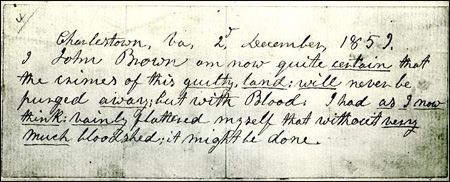 Charlestown, Va, 2d, December, 1859.
I John Brown am now quite certain that
the crimes of this guilty, land: will never be
purged away; but with Blood. I had as I now
think: vainly flattered myself that without very
much bloodshed; it might be done.